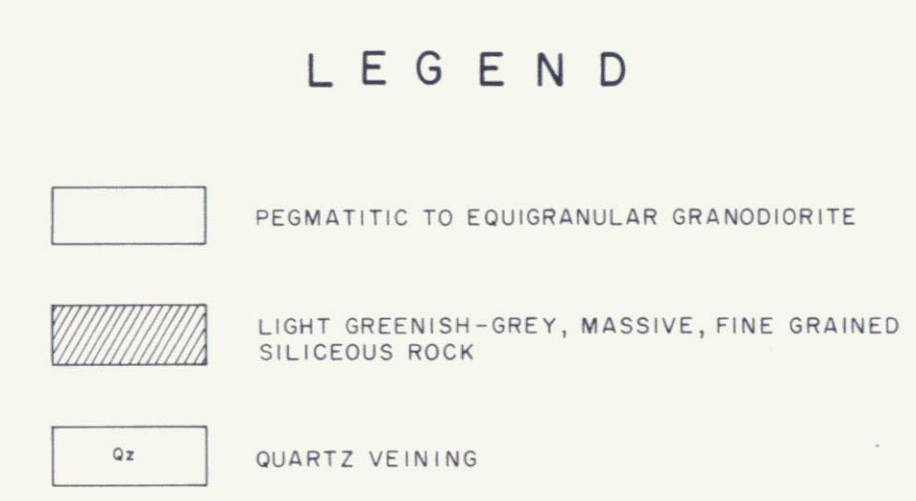 LEGEND
PEGMATITIC TO EQUIGRANULAR GRANODIORITE
LIGHT GREENISH-GREY, MASSIVE, FINE GRAINED
SILICEOUS ROCK
Qz
QUARTZ VEINING